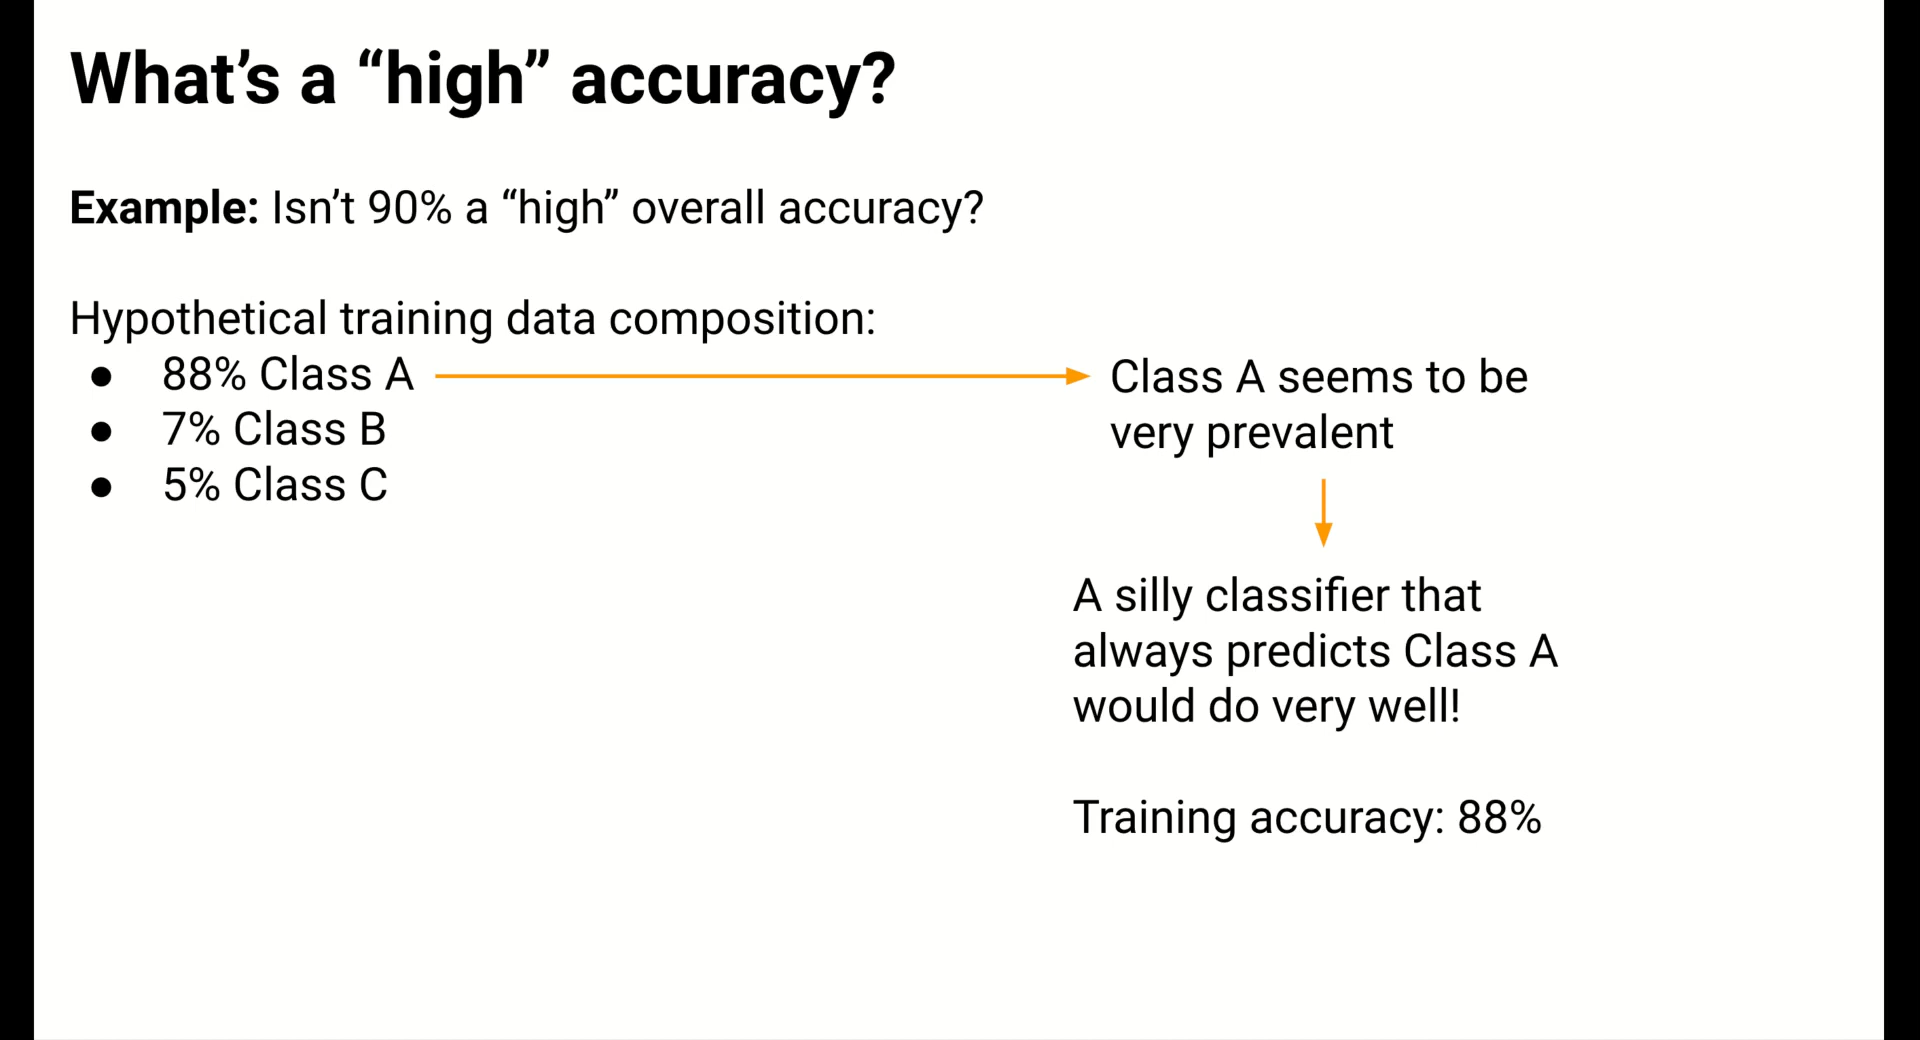 What’s a “high” accuracy?
Example: Isn’t 90% a “high” overall accuracy?
Hypothetical training data composition:
● 88% Class A
● 7% Class B
● 5% Class C
Class A seems to be
very prevalent
A silly classifier that
always predicts Class A
would do very well!
Training accuracy: 88%